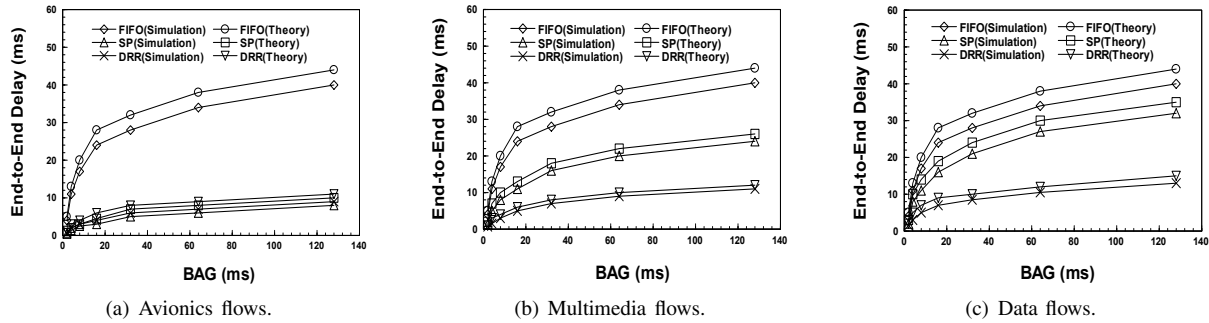 End-to-End Delay (ms)
60
50
40
30
20
10
0
FIFO(Simulation) FIFO(Theory)
SP(Simulation) SP(Theory)
DRR(Simulation) DRR(Theory)
0 20 40 60 80 100 120 140
BAG (ms)
(a) Avionics flows.
End-to-End Delay (ms)
60
50
40
30
20
10
0
FIFO(Simulation) FIFO(Theory)
SP(Simulation) SP(Theory)
DRR(Simulation) DRR(Theory)
0 20 40 60 80 100 120 140
BAG (ms)
(b) Multimedia flows.
End-to-End Delay (ms)
60
50
40
30
20
10
0
FIFO(Simulation) FIFO(Theory)
SP(Simulation) SP(Theory)
DRR(Simulation) DRR(Theory)
0 20 40 60 80 100 120 140
BAG (ms)
(c) Data flows.